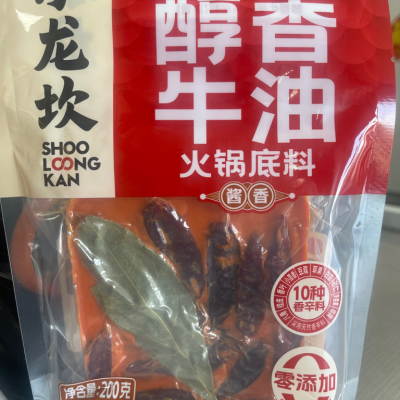 龙坎
SHOO
LOONG
KAN
醇香
牛油
火锅底料
酱香
10种
香辛料
零添加
净含量:200克